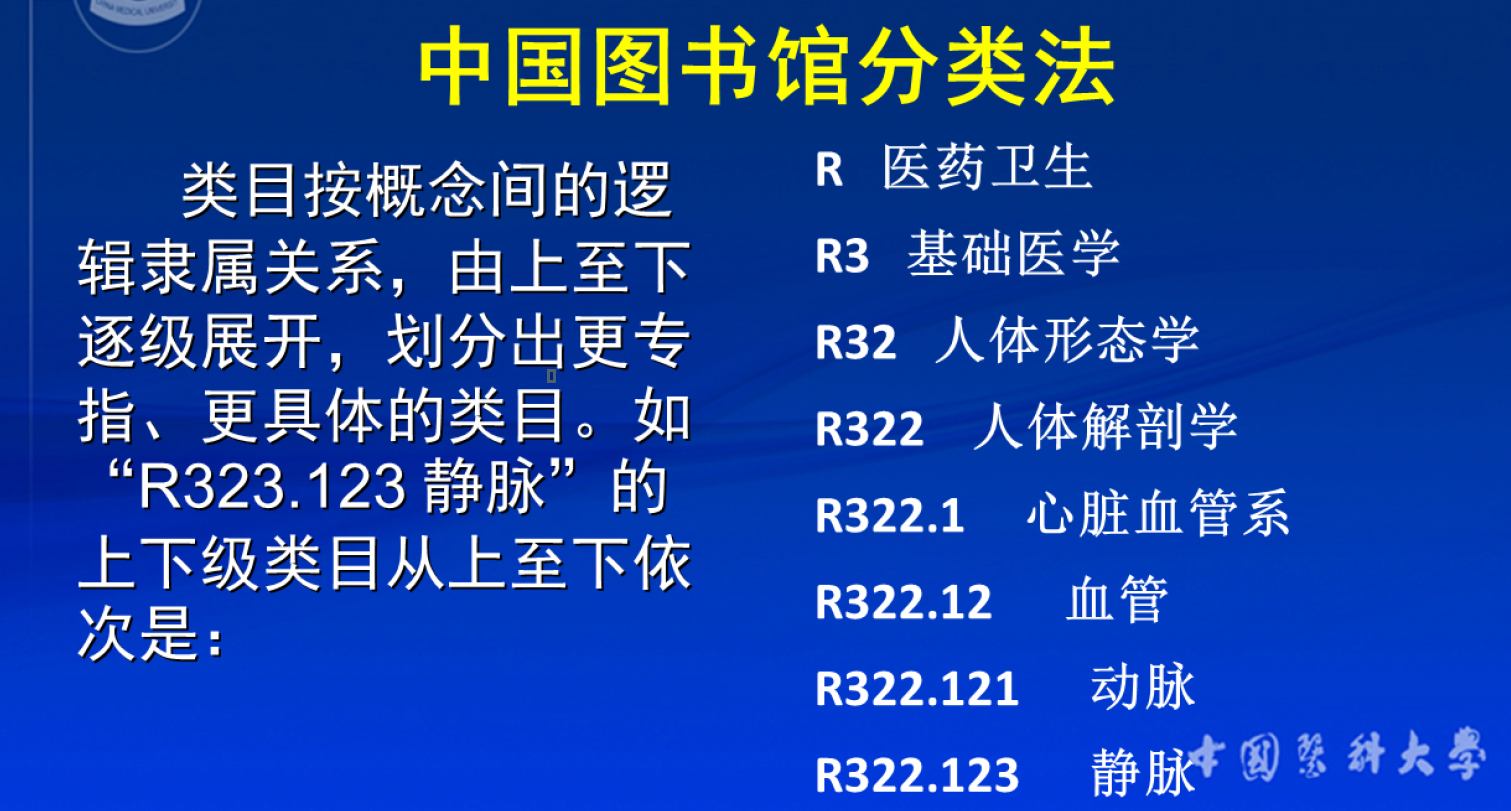 CHINA MEDICAL UNIVERSITY
中国图书馆分类法
类目按概念间的逻
辑隶属关系，由上至下
逐级展开，划分出更专
指、更具体的类目。如
“R323.123 静脉”的
上下级类目从上至下依
次是：
R 医药卫生
R3 基础医学
R32 人体形态学
R322 人体解剖学
R322.1 心脏血管系
R322.12 血管
R322.121 动脉
R322.123 静脉
中国医科大学